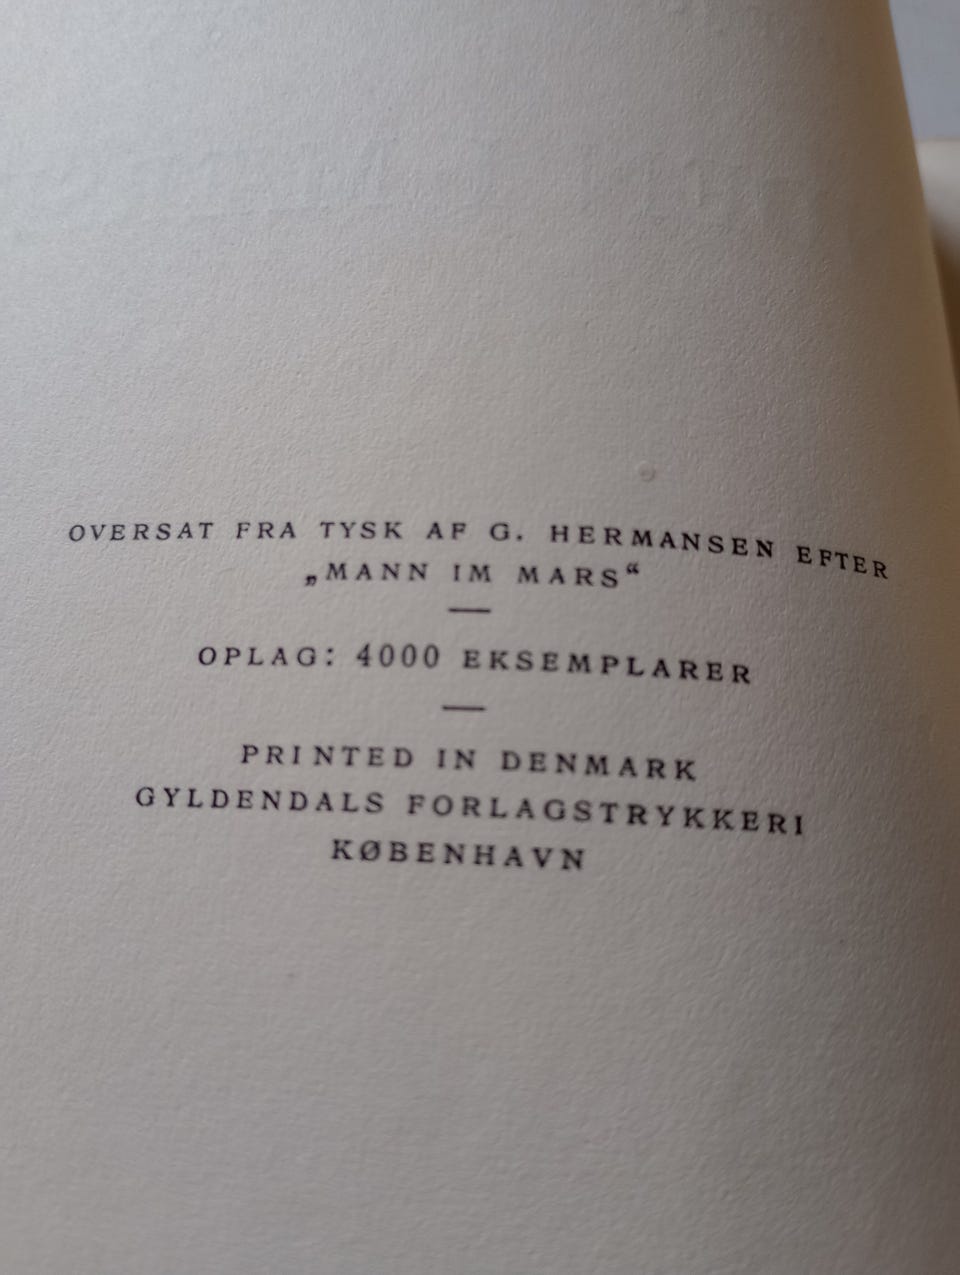 OVERSAT FRA TYSK AF G. HERMANSEN EFTER
„MANN IM MARS“
OPLAG: 4000 EKSEMPLARER
PRINTED IN DENMARK
GYLDENDALS FORLAGSTRYKKERI
KØBENHAVN